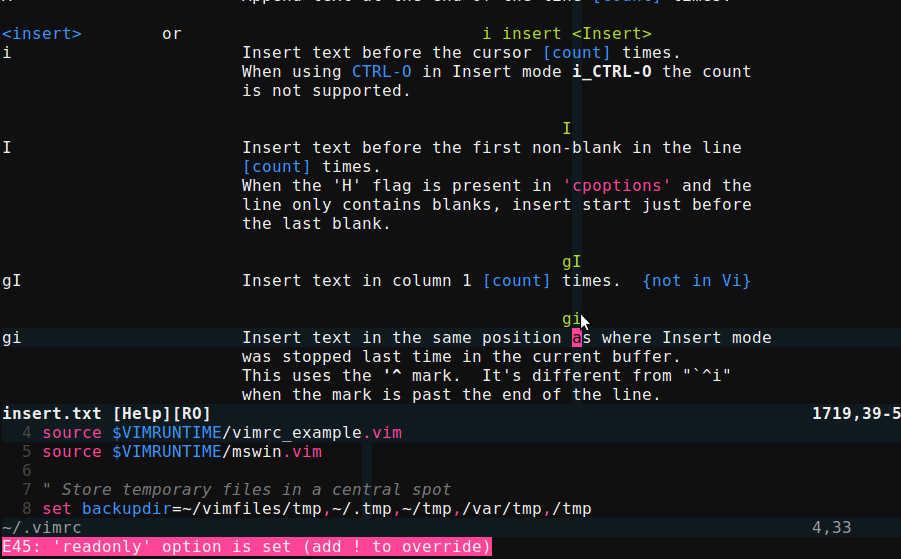 Append text at the end of the line [count] times.
<insert> or i insert <Insert>
i Insert text before the cursor [count] times.
When using CTRL-O in Insert mode i_CTRL-O the count
is not supported.
I
I Insert text before the first non-blank in the line
[count] times.
When the 'H' flag is present in 'cpoptions' and the
line only contains blanks, insert start just before
the last blank.
gI
gI Insert text in column 1 [count] times. {not in Vi}
gi
gi Insert text in the same position as where Insert mode
was stopped last time in the current buffer.
This uses the '^ mark. It's different from "`^i"
when the mark is past the end of the line.
insert.txt [Help][RO] 1719,39-5
4 source $VIMRUNTIME/vimrc_example.vim
5 source $VIMRUNTIME/mswin.vim
6
7 " Store temporary files in a central spot
8 set backupdir=~/vimfiles/tmp,~/.tmp,~/tmp,/var/tmp,/tmp
~/.vimrc 4,33
E45: 'readonly' option is set (add ! to override)